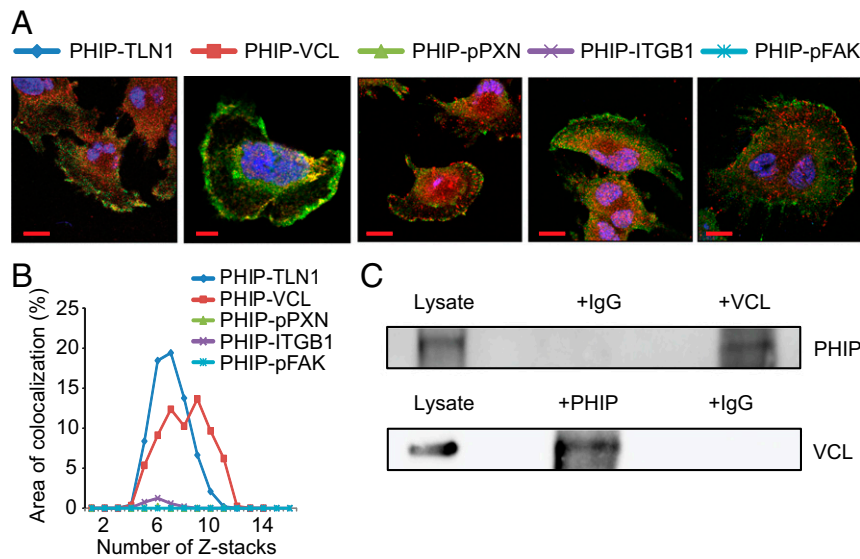 A
PHIP-TLN1 PHIP-VCL PHIP-pPXN PHIP-ITGB1 PHIP-pFAK
B
PHIP-TLN1
PHIP-VCL
PHIP-pPXN
PHIP-ITGB1
PHIP-pFAK
Area of colocalization (%)
25
20
15
10
5
0
2 6 10 14
Number of Z-stacks
C
Lysate +IgG +VCL
PHIP
Lysate +PHIP +IgG
VCL